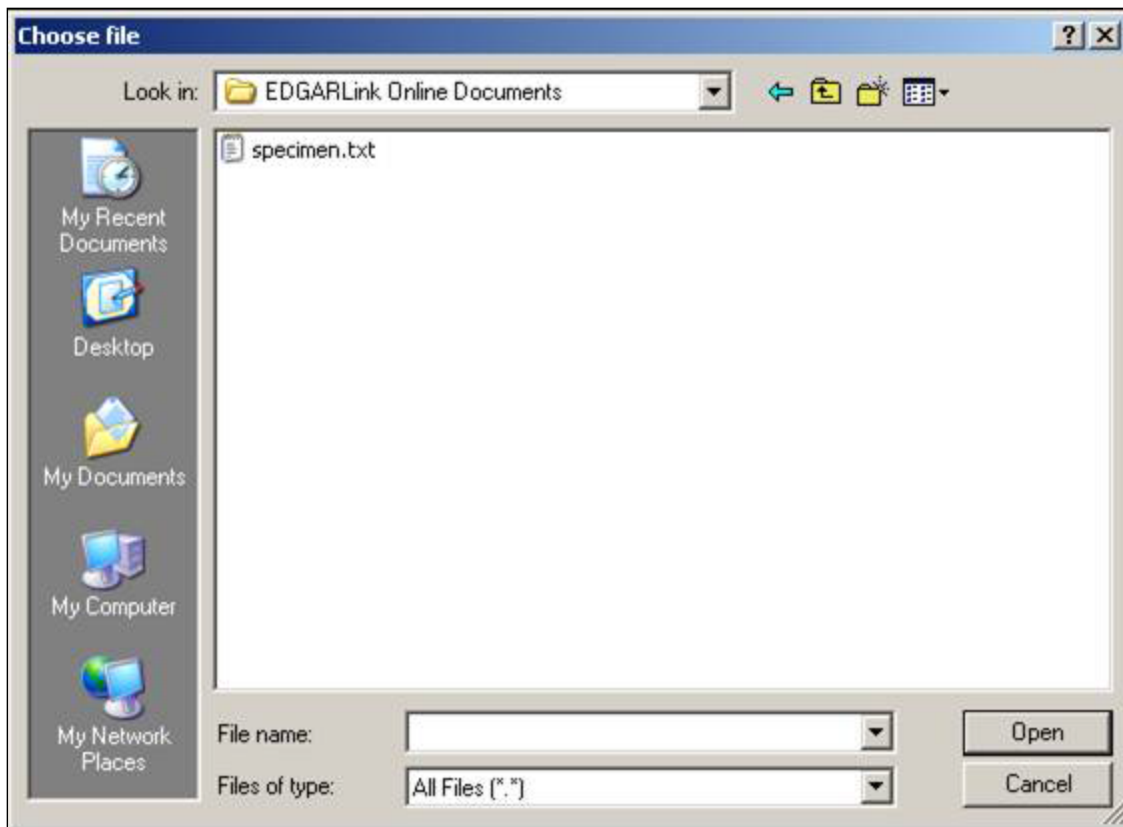 Choose file
Look in: EDGARLink Online Documents
specimen.txt
My Recent
Documents
Desktop
My Documents
My Computer
My Network
Places
File name:
Open
Files of type: All Files (*.*)
Cancel